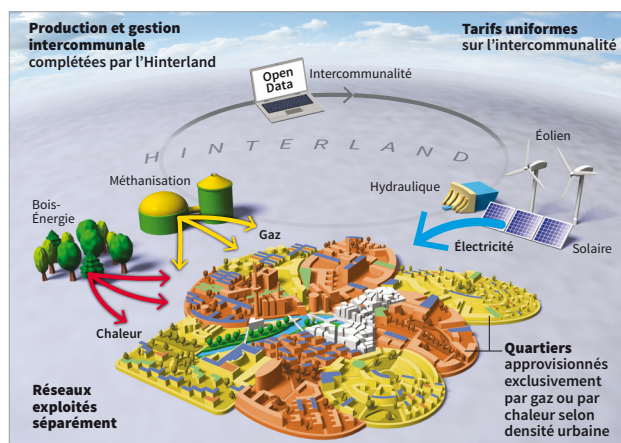 Production et gestion
intercommunale
complétées par l'Hinterland
Tarifs uniformes
sur l'intercommunalité
Open
Data
Intercommunalité
HINTERLAND
Éolien
Méthanisation
Hydraulique
Bois-
Énergie
Gaz
Électricité
Solaire
Chaleur
Réseaux
exploités
séparément
Quartiers
approvisionnés
exclusivement
par gaz ou par
chaleur selon
densité urbaine